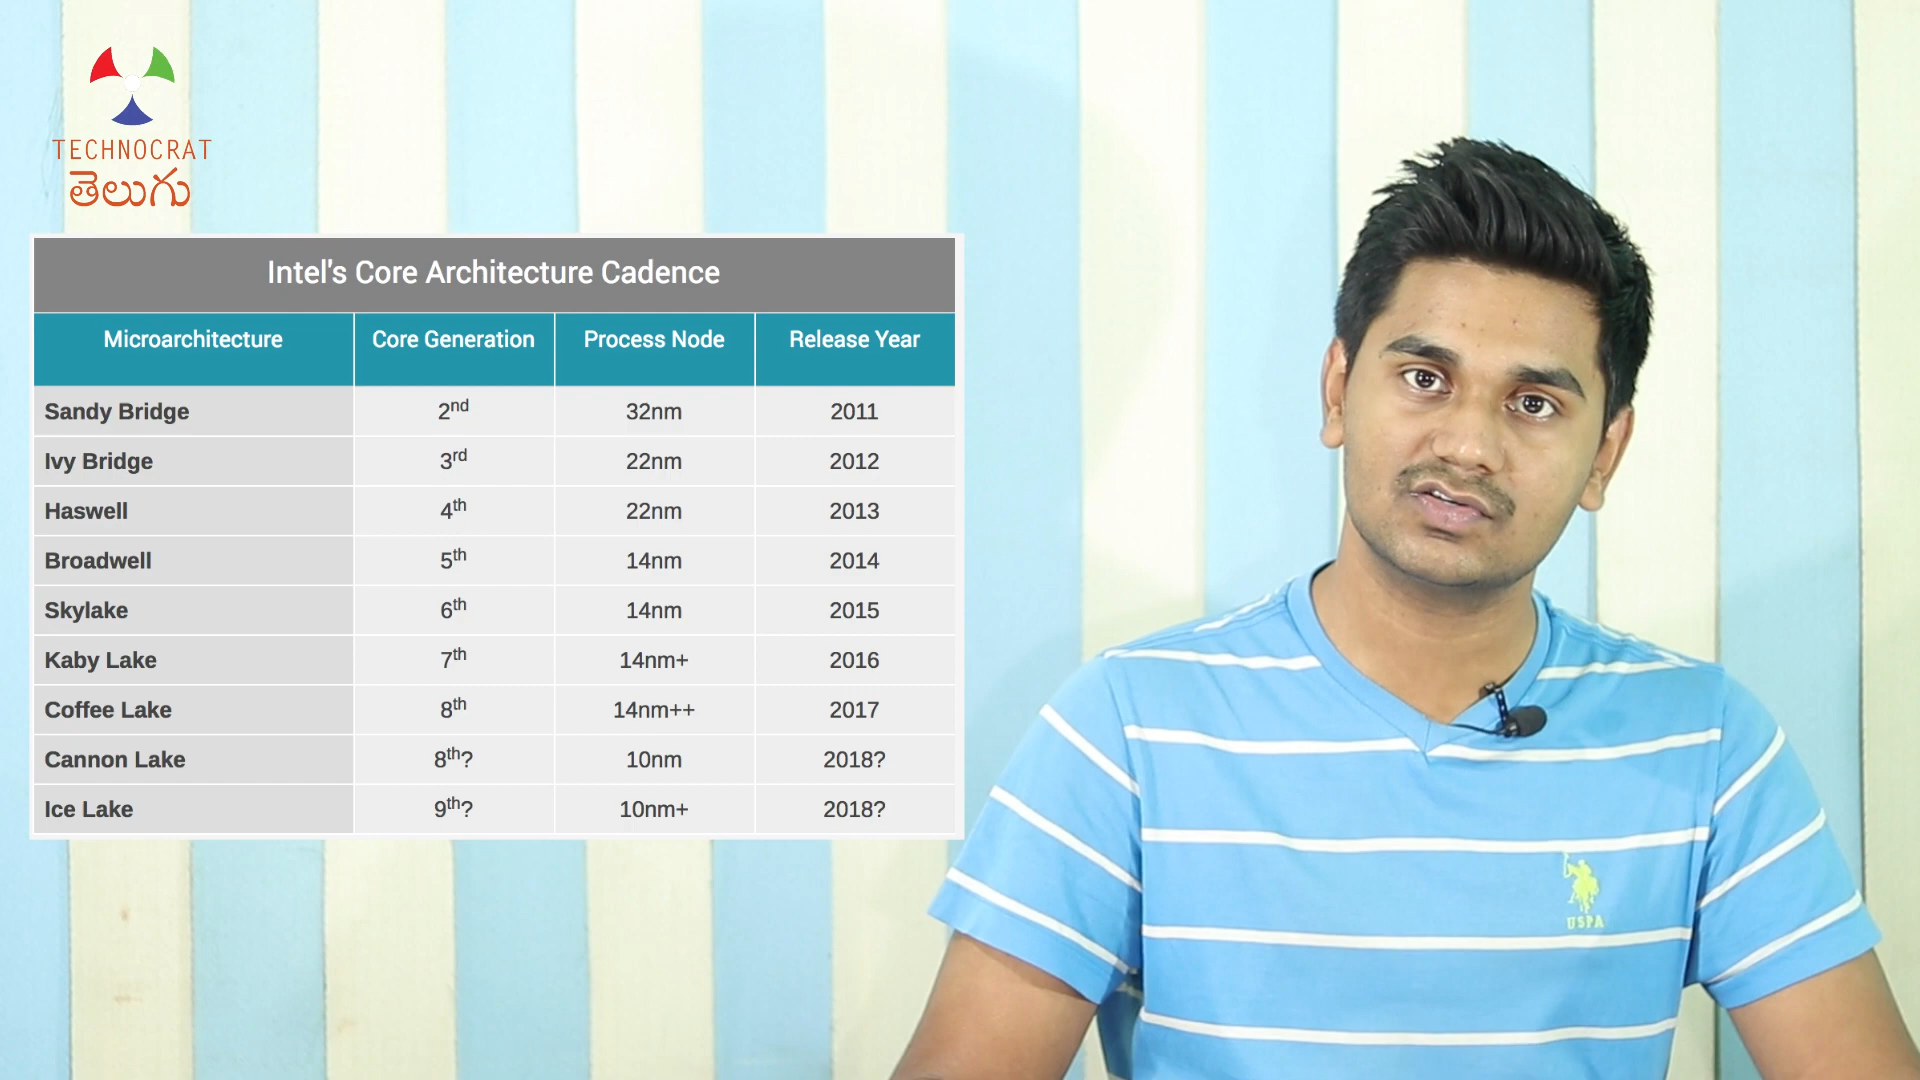 TECHNOCRAT
తెలుగు
Intel's Core Architecture Cadence
Microarchitecture Core Generation Process Node Release Year
Sandy Bridge 2nd 32nm 2011
Ivy Bridge 3rd 22nm 2012
Haswell 4th 22nm 2013
Broadwell 5th 14nm 2014
Skylake 6th 14nm 2015
Kaby Lake 7th 14nm+ 2016
Coffee Lake 8th 14nm++ 2017
Cannon Lake 8th? 10nm 2018?
Ice Lake 9th? 10nm+ 2018?
USPA